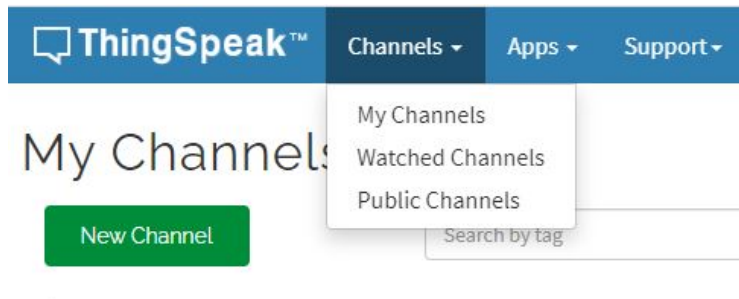 ThingSpeak™ Channels Apps Support
My Channels
Watched Channels
Public Channels
My Channels
New Channel
Search by tag